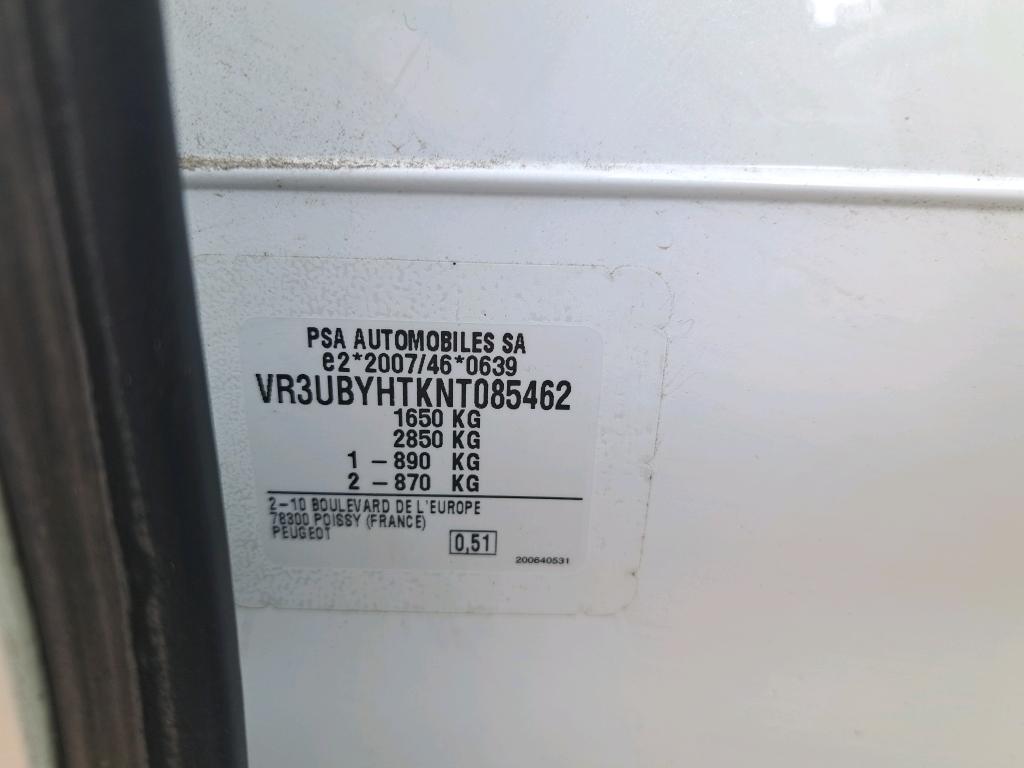 PSA AUTOMOBILES SA
e2*2007/46*0639
VR3UBYHTKNT085462
1650 KG
2850 KG
1 – 890 KG
2 – 870 KG
2–10 BOULEVARD DE L'EUROPE
78300 POISSY (FRANCE)
PEUGEOT
0,51
200640531